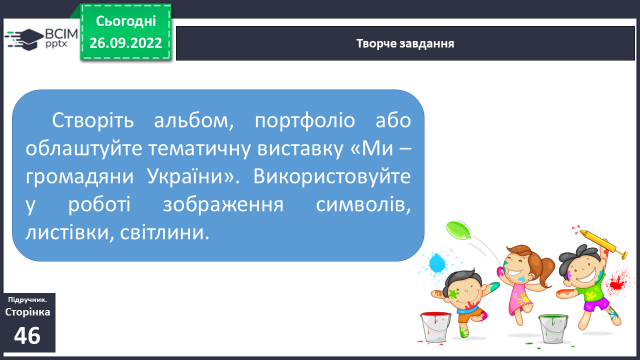 Сьогодні
26.09.2022
BCIM
pptx
Творче завдання
Створіть альбом, портфоліо або
облаштуйте тематичну виставку «Ми –
громадяни України». Використовуйте
у роботі зображення символів,
листівки, світлини.
Підручник.
Сторінка
46